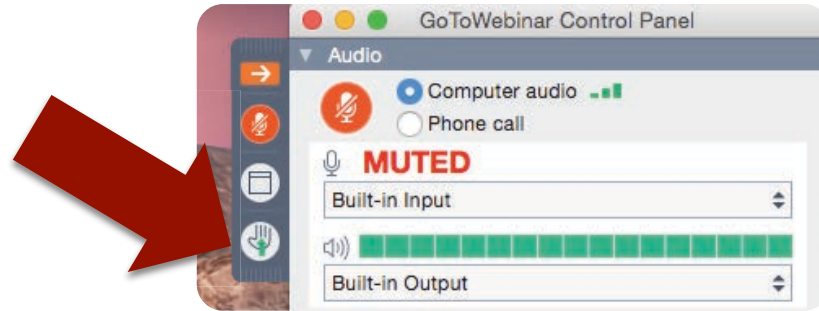 GoToWebinar Control Panel
Audio
Computer audio
Phone call
MUTED
Built-in Input
Built-in Output